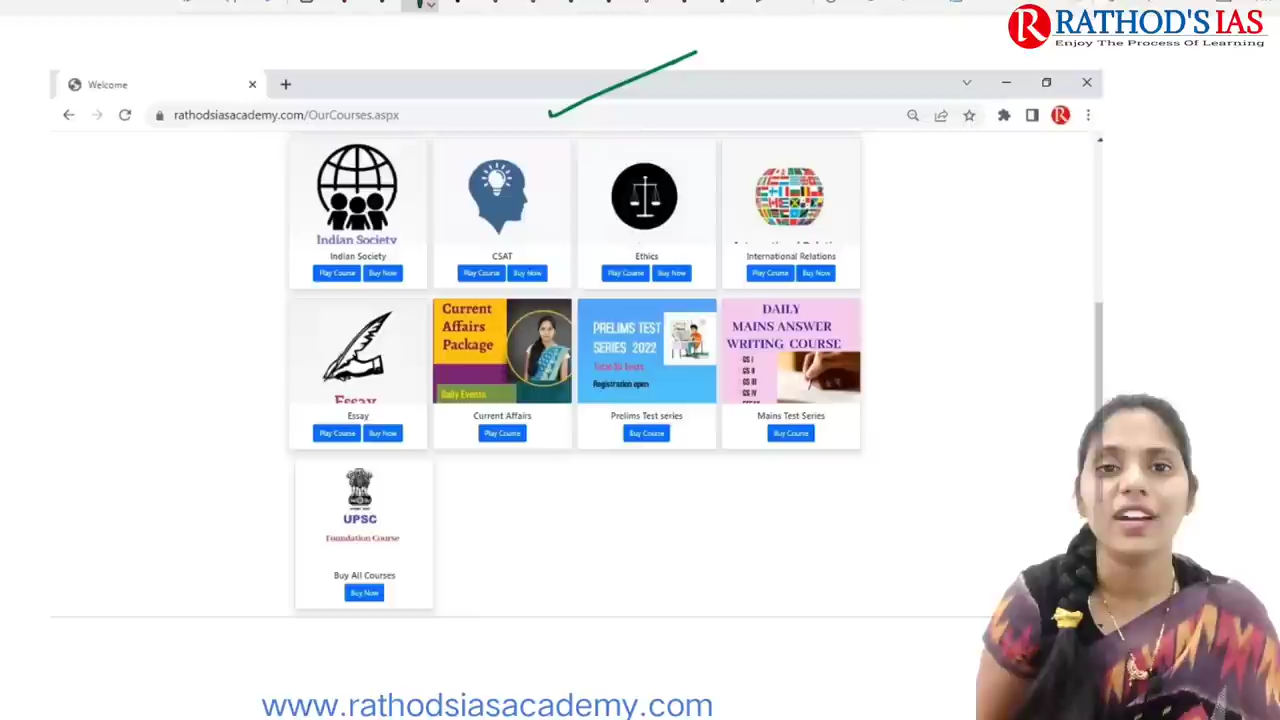 RATHOD'S IAS
Enjoy The Process Of Learning
Welcome
rathodsiasacademy.com/OurCourses.aspx
Indian Society
Indian Society
Play Course Buy Now
CSAT
Play Course Buy Now
Ethics
Play Course Buy Now
International Relations
Play Course Buy Now
Essay
Essay
Play Course Buy Now
Current
Affairs
Package
Daily Events
Current Affairs
Play Course
PRELIMS TEST
SERIES 2022
Registration open
Prelims Test series
Buy Course
DAILY
MAINS ANSWER
WRITING COURSE
GS I
GS II
GS III
GS IV
Mains Test Series
Buy Course
UPSC
Foundation Course
Buy All Courses
Buy Now
www.rathodsiasacademy.com